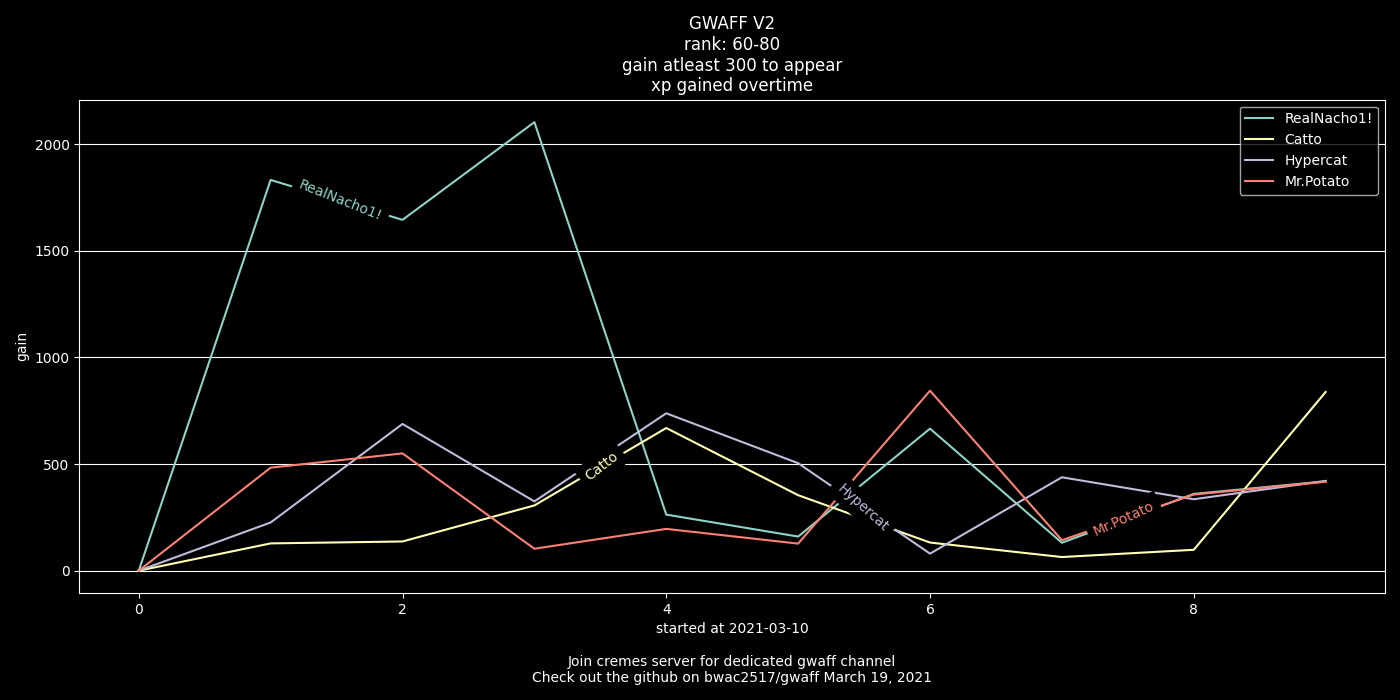 GWAFF V2
rank: 60-80
gain atleast 300 to appear
xp gained overtime
RealNacho1!
Catto
Hypercat
Mr.Potato
2000
1500
1000
500
0
gain
RealNacho1!
Catto
Hypercat
Mr.Potato
0 2 4 6 8
started at 2021-03-10
Join cremes server for dedicated gwaff channel
Check out the github on bwac2517/gwaff March 19, 2021